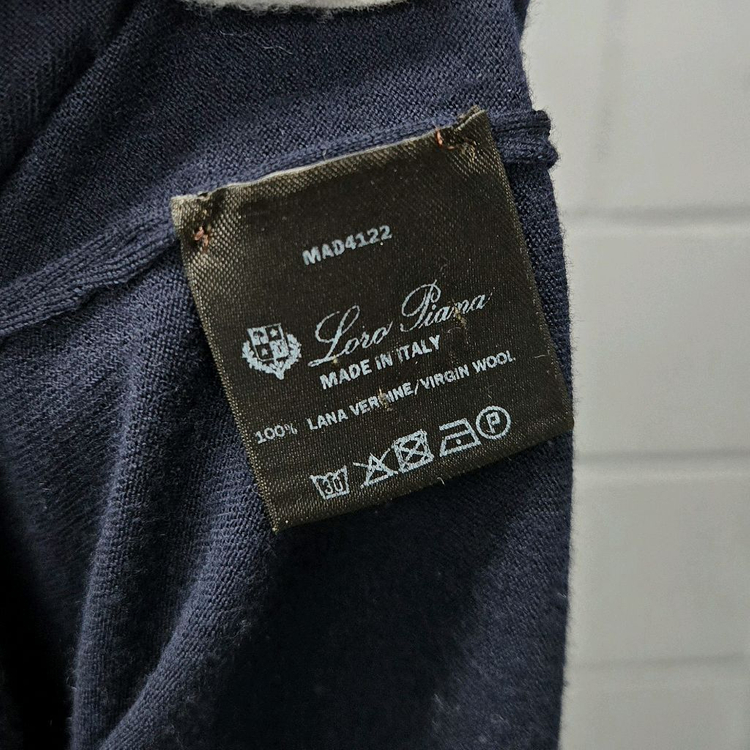 MAD4122
Loro Piana
MADE IN ITALY
100% LANA VERGINE/VIRGIN WOOL
30 P